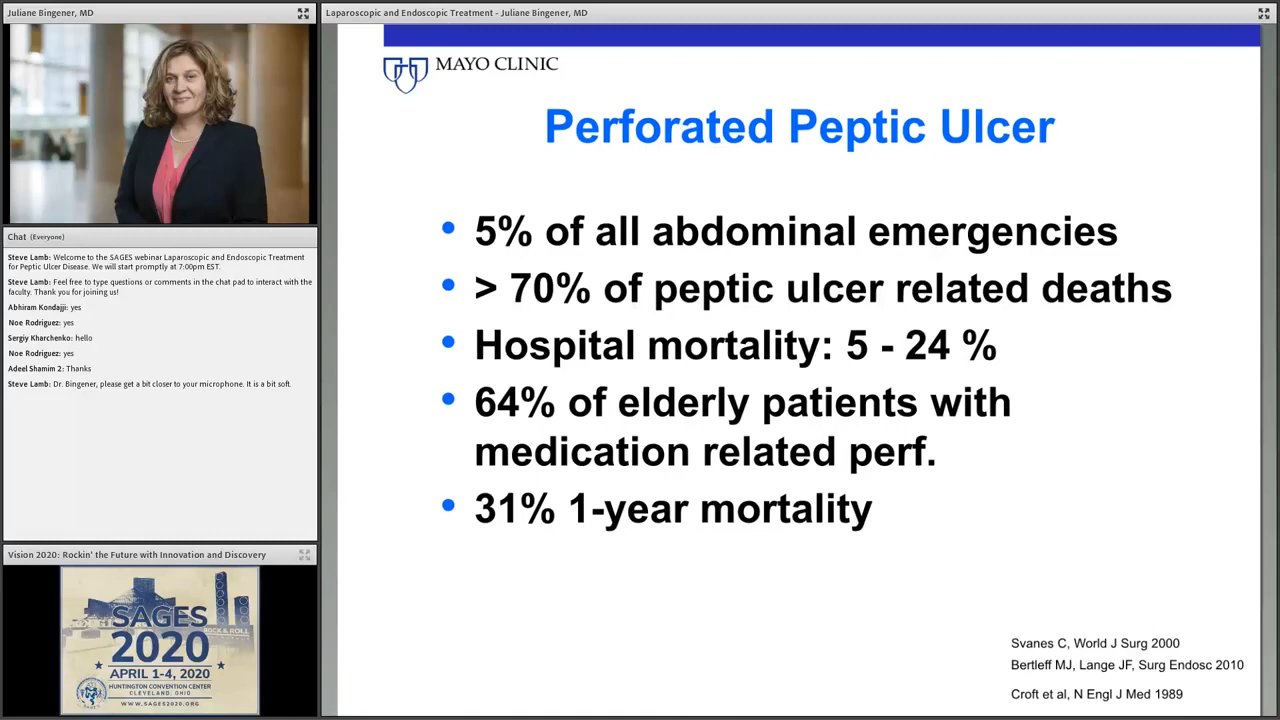 Juliane Bingener, MD
Chat (Everyone)
Steve Lamb: Welcome to the SAGES webinar Laparoscopic and Endoscopic Treatment
for Peptic Ulcer Disease. We will start promptly at 7:00pm EST.
Steve Lamb: Feel free to type questions or comments in the chat pad to interact with the
faculty. Thank you for joining us!
Abhiram Kondajji: yes
Noe Rodriguez: yes
Sergiy Kharchenko: hello
Noe Rodriguez: yes
Adeel Shamim 2: Thanks
Steve Lamb: Dr. Bingener, please get a bit closer to your microphone. It is a bit soft.
Vision 2020: Rockin' the Future with Innovation and Discovery
SAGES
ROCK & ROLL
2020
APRIL 1-4, 2020
HUNTINGTON CONVENTION CENTER
CLEVELAND, OHIO
WWW.SAGES2020.ORG
Laparoscopic and Endoscopic Treatment - Juliane Bingener, MD
MAYO CLINIC
Perforated Peptic Ulcer
• 5% of all abdominal emergencies
• > 70% of peptic ulcer related deaths
• Hospital mortality: 5 - 24 %
• 64% of elderly patients with
medication related perf.
• 31% 1-year mortality
Svanes C, World J Surg 2000
Bertleff MJ, Lange JF, Surg Endosc 2010
Croft et al, N Engl J Med 1989